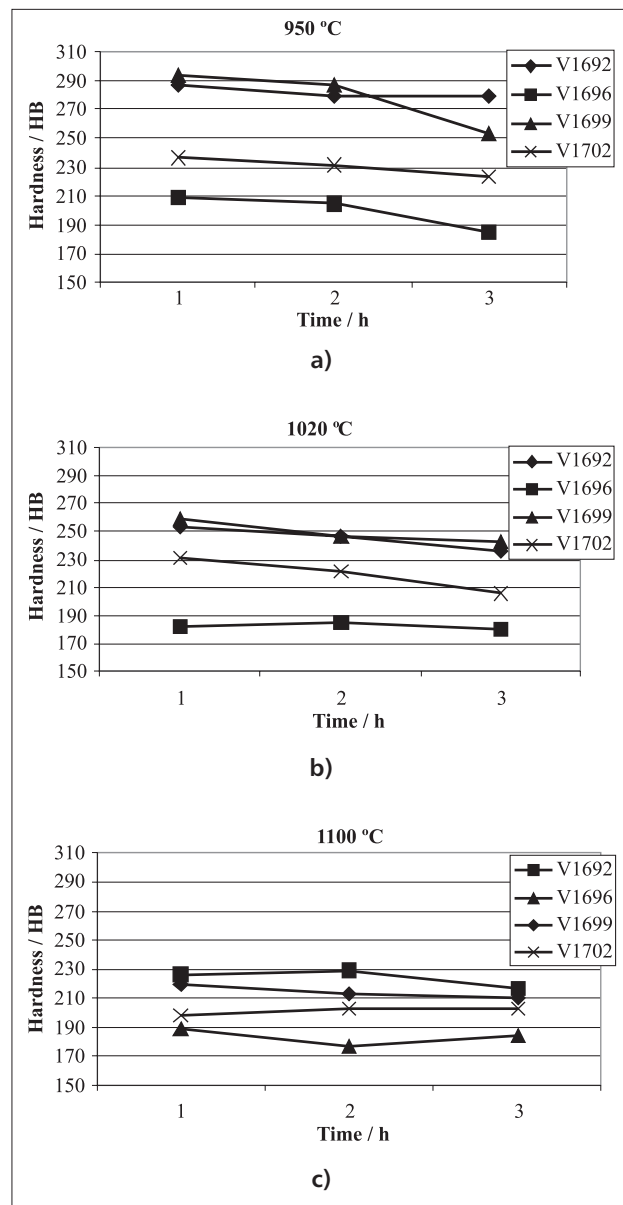 950 ºC
310
290
270
250
230
210
190
170
150
Hardness / HB
1 2 3
Time / h
V1692
V1696
V1699
V1702
a)
1020 ºC
310
290
270
250
230
210
190
170
150
Hardness / HB
1 2 3
Time / h
V1692
V1696
V1699
V1702
b)
1100 ºC
310
290
270
250
230
210
190
170
150
Hardness / HB
1 2 3
Time / h
V1692
V1696
V1699
V1702
c)